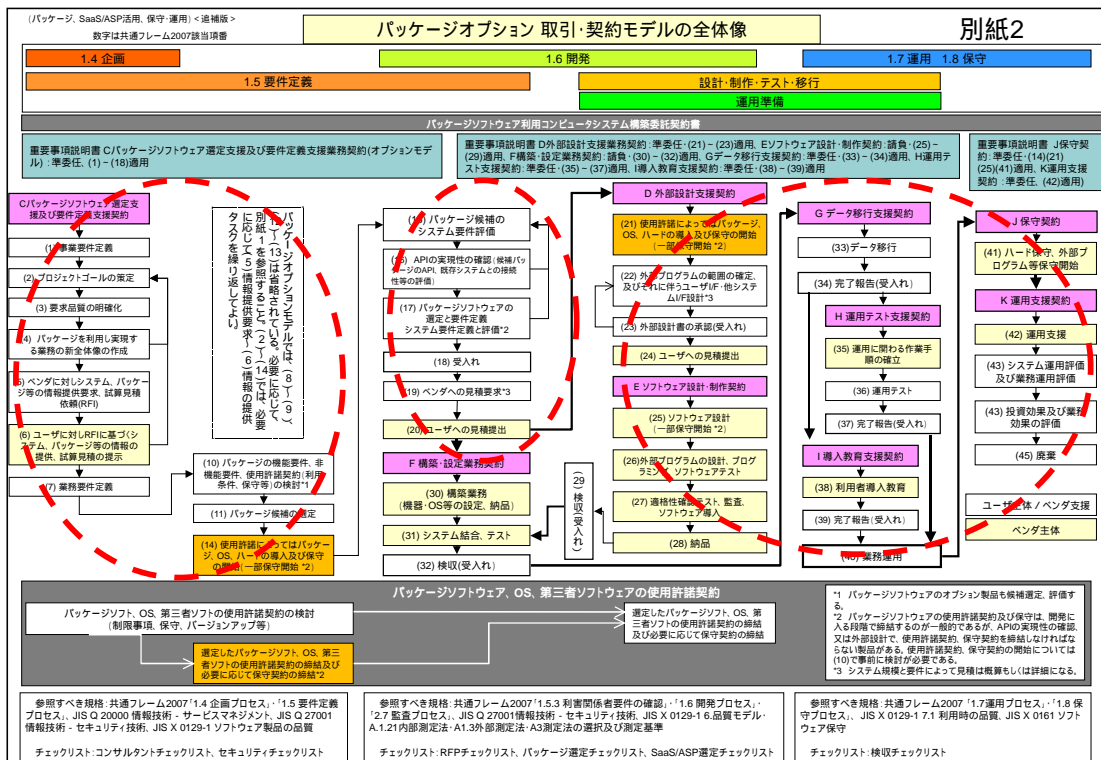 (パッケージ、SaaS/ASP活用、保守・運用)<追補版>
数字は共通フレーム2007該当項番
パッケージオプション 取引・契約モデルの全体像
別紙2
1.4 企画
1.6 開発
1.7 運用 1.8 保守
1.5 要件定義
設計・制作・テスト・移行
運用準備
パッケージソフトウェア利用コンピュータシステム構築委託契約書
重要事項説明書 Cパッケージソフトウェア選定支援及び要件定義支援業務契約(オプションモデ
ル):準委任、(1)-(18)適用
重要事項説明書 D外部設計支援業務契約:準委任・(21)-(23)適用、Eソフトウェア設計・制作契約:請負・(25)-
(29)適用、F構築・設定業務契約:請負・(30)-(32)適用、Gデータ移行支援契約:準委任・(33)-(34)適用、H運用テ
スト支援契約:準委任・(35)-(37)適用、I導入教育支援契約:準委任・(38)-(39)適用
重要事項説明書 J保守契
約:準委任・(14)(21)
(25)(41)適用、K運用支援
契約:準委任、(42)適用)
Cパッケージソフトウェア選定支
援及び要件定義支援契約
(1)事業要件定義
(2)プロジェクトゴールの策定
(3)要求品質の明確化
(4) パッケージを利用し実現す
る業務の新全体像の作成
(5)ベンダに対しシステム、パッケー
ジ等の情報提供要求、試算見積
依頼(RFI)
(6)ユーザに対しRFIに基づくシ
ステム、パッケージ等の情報の
提供、試算見積の提示
(7)業務要件定義
パッケージオプションモデルでは、(8)~(9)、
(12)~(13)は省略されている。必要に応じて、
別紙1を参照すること。(2)~(14)では、必要
に応じて(5)情報提供要求~(6)情報の提供
タスクを繰り返してよい。
(10)パッケージの機能要件、非
機能要件、使用許諾契約(利用
条件、保守等)の検討*1
(11)パッケージ候補の選定
(14)使用許諾によってはパッケー
ジ、OS、ハードの導入及び保守
の開始(一部保守開始*2)
パッケージ候補の
システム要件評価
APIの実現性の確認(候補パッ
ケージのAPI、既存システムとの接続
性等の評価)
(17)パッケージソフトウェアの
選定と要件定義
システム要件定義と評価*2
(18)受入れ
(19)ベンダへの見積要求*3
(20)ユーザへの見積提出
F 構築・設定業務契約
(30)構築業務
(機器・OS等の設定、納品)
(31)システム結合、テスト
(32)検収(受入れ)
(29)検収(受入れ)
D 外部設計支援契約
(21)使用許諾によってはパッケージ、
OS、ハードの導入及び保守の開始
(一部保守開始*2)
(22)外部プログラムの範囲の確定、
及びそれに伴うユーザI/F・他シ
ステムI/F設計*3
(23)外部設計書の承認(受入れ)
(24)ユーザへの見積提出
E ソフトウェア設計・制作契約
(25)ソフトウェア設計
(一部保守開始*2)
(26)外部プログラムの設計、プログ
ラミング、ソフトウェアテスト
(27)適格性確認テスト、監査、
ソフトウェア導入
(28)納品
G データ移行支援契約
(33)データ移行
(34)完了報告(受入れ)
H 運用テスト支援契約
(35)運用に関わる作業手
順の確立
(36)運用テスト
(37)完了報告(受入れ)
I 導入教育支援契約
(38)利用者導入教育
(39)完了報告(受入れ)
(40)業務運用
J 保守契約
(41)ハード保守、外部プ
ログラム等保守開始
K 運用支援契約
(42)運用支援
(43)システム運用評価
及び業務運用評価
(43)投資効果及び業務
効果の評価
(45)廃棄
ユーザ主体/ベンダ支援
ベンダ主体
パッケージソフトウェア、OS、第三者ソフトの使用許諾契約
パッケージソフト、OS、第三者ソフトの使用許諾契約の検討
(制限事項、保守、バージョンアップ等)
選定したパッケージソフト、OS、第三
者ソフトの使用許諾契約の締結及び
必要に応じて保守契約の締結*2
選定したパッケージソフト、OS、第
三者ソフトの使用許諾契約の締結
及び必要に応じて保守契約の締結
*1 パッケージソフトウェアのオプション製品も候補選定、評価す
る。
*2 パッケージソフトウェアの使用許諾契約及び保守は、開発に
入る段階で締結するのが一般的であるが、APIの実現性の確認、
又は外部設計で、使用許諾契約、保守契約を締結しなければな
らない製品がある。使用許諾契約、保守契約の開始については
(10)で事前に検討が必要である。
*3 システム規模と要件によって見積は概算もしくは詳細になる。
参照すべき規格:共通フレーム2007「1.4 企画プロセス」・「1.5 要件定義
プロセス」、JIS Q 20000 情報技術 - サービスマネジメント、JIS Q 27001
情報技術 - セキュリティ技術、JIS X 0129-1 ソフトウェア製品の品質
チェックリスト:コンサルタントチェックリスト、セキュリティチェックリスト
参照すべき規格:共通フレーム2007「1.5.3 利害関係者要件の確認」・「1.6 開発プロセス」・
「2.7 監査プロセス」、JIS Q 27001情報技術 - セキュリティ技術、JIS X 0129-1 6.品質モデル・
A.1.21内部測定法・A1.3外部測定法・A3測定法の選択及び測定基準
チェックリスト:RFPチェックリスト、パッケージ選定チェックリスト、SaaS/ASP選定チェックリスト
参照すべき規格:共通フレーム2007「1.7運用プロセス」・「1.8 保
守プロセス」、JIS X 0129-1 7.1 利用時の品質、JIS X 0161 ソフト
ウェア保守
チェックリスト:検収チェックリスト